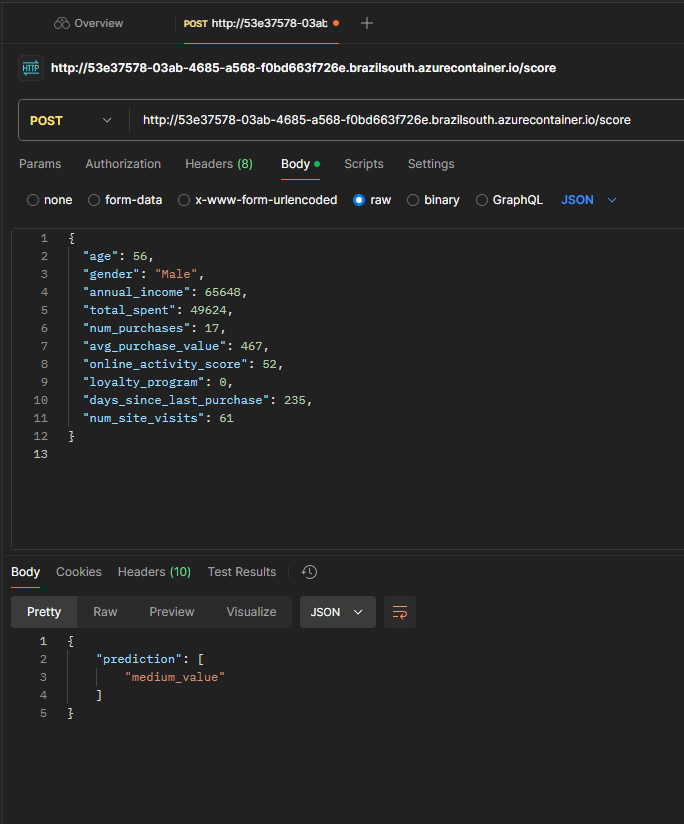 Overview
POST http://53e37578-03ab
HTTP http://53e37578-03ab-4685-a568-f0bd663f726e.brazilsouth.azurecontainer.io/score
POST http://53e37578-03ab-4685-a568-f0bd663f726e.brazilsouth.azurecontainer.io/score
Params Authorization Headers (8) Body Scripts Settings
none form-data x-www-form-urlencoded raw binary GraphQL JSON
1 {
2 "age": 56,
3 "gender": "Male",
4 "annual_income": 65648,
5 "total_spent": 49624,
6 "num_purchases": 17,
7 "avg_purchase_value": 467,
8 "online_activity_score": 52,
9 "loyalty_program": 0,
10 "days_since_last_purchase": 235,
11 "num_site_visits": 61
12 }
13
Body Cookies Headers (10) Test Results
Pretty Raw Preview Visualize JSON
1 {
2 "prediction": [
3 "medium_value"
4 ]
5 }